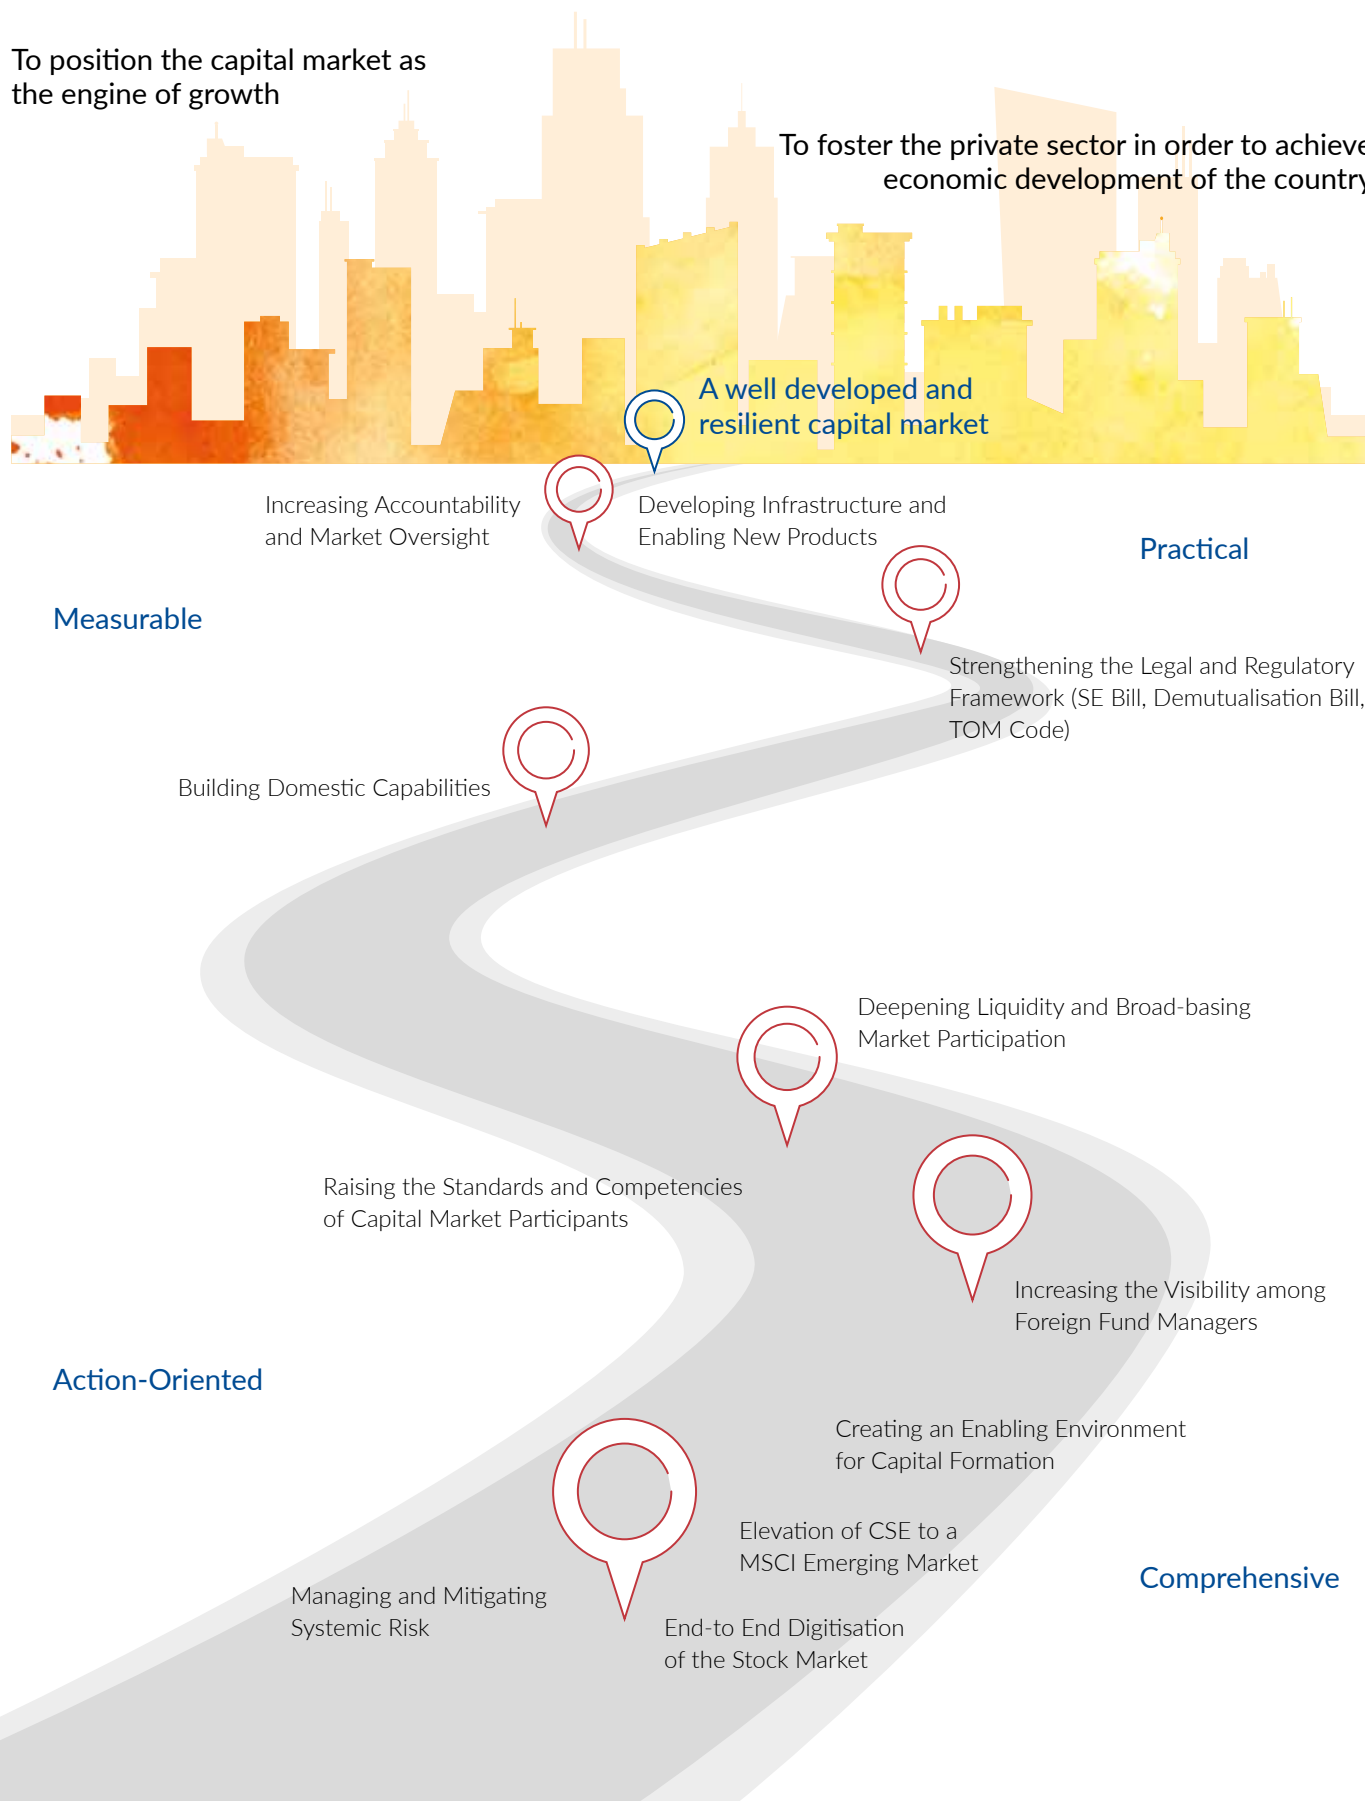 To position the capital market as
the engine of growth
To foster the private sector in order to achieve
economic development of the country
A well developed and
resilient capital market
Increasing Accountability
and Market Oversight
Developing Infrastructure and
Enabling New Products
Practical
Measurable
Strengthening the Legal and Regulatory
Framework (SE Bill, Demutualisation Bill,
TOM Code)
Building Domestic Capabilities
Deepening Liquidity and Broad-basing
Market Participation
Raising the Standards and Competencies
of Capital Market Participants
Increasing the Visibility among
Foreign Fund Managers
Action-Oriented
Creating an Enabling Environment
for Capital Formation
Elevation of CSE to a
MSCI Emerging Market
Comprehensive
Managing and Mitigating
Systemic Risk
End-to End Digitisation
of the Stock Market